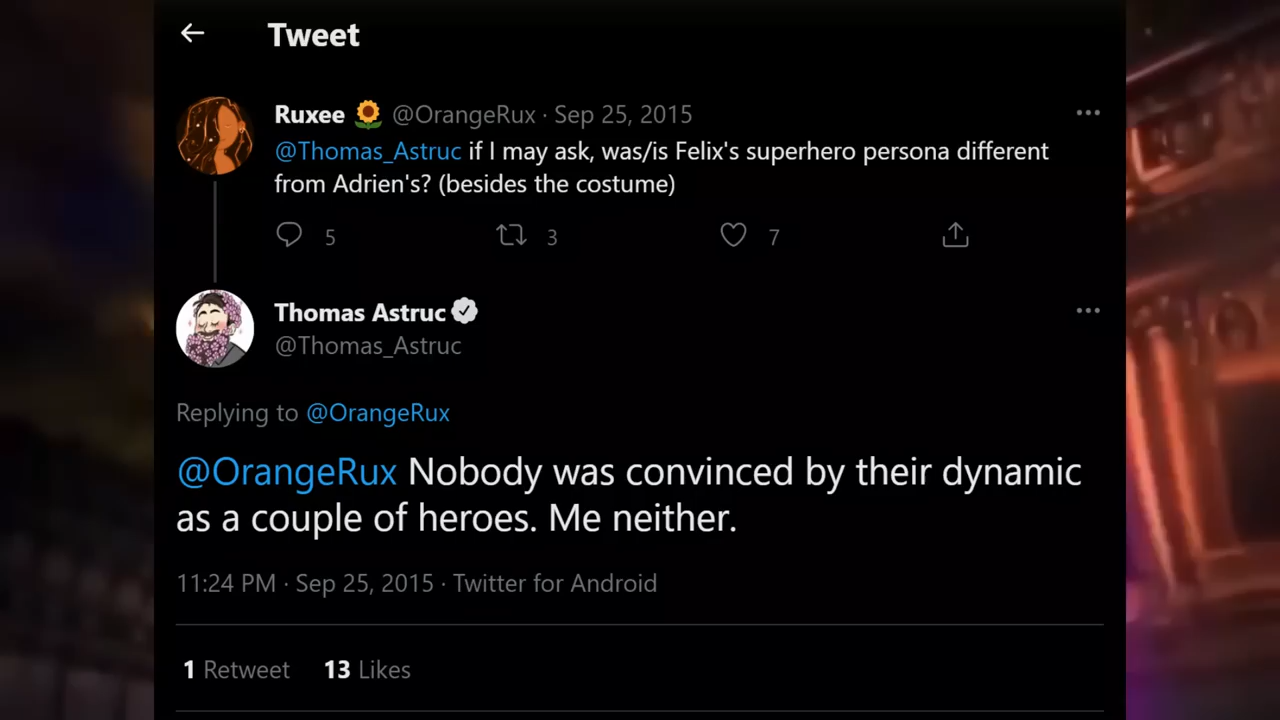 Tweet
Ruxee 🌻 @OrangeRux · Sep 25, 2015
@Thomas_Astruc if I may ask, was/is Felix's superhero persona different
from Adrien's? (besides the costume)
5 3 7
Thomas Astruc
@Thomas_Astruc
Replying to @OrangeRux
@OrangeRux Nobody was convinced by their dynamic
as a couple of heroes. Me neither.
11:24 PM · Sep 25, 2015 · Twitter for Android
1 Retweet 13 Likes